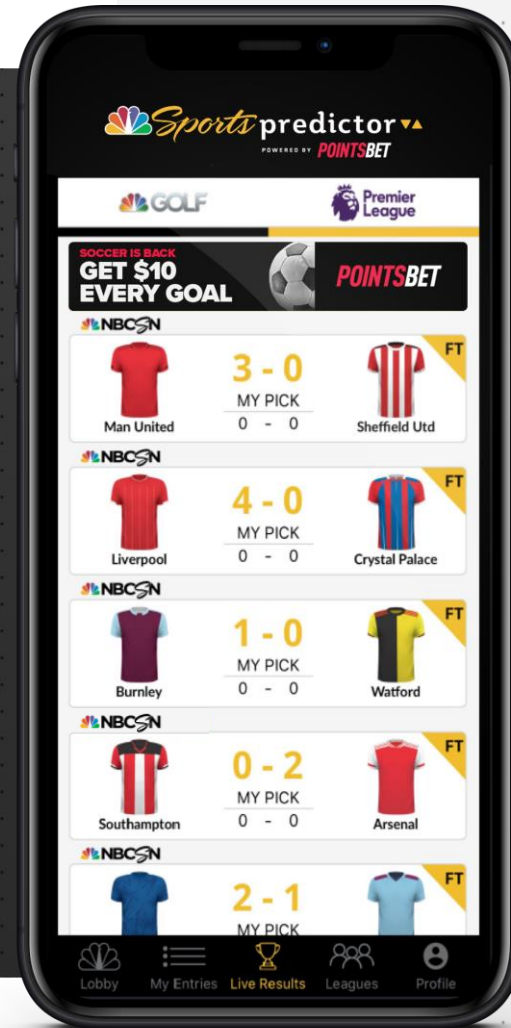 Sports predictor
POWERED BY POINTSBET
GOLF
Premier
League
SOCCER IS BACK
GET $10
EVERY GOAL
POINTSBET
NBCSN
FT
3 - 0
MY PICK
0 - 0
Man United
Sheffield Utd
NBCSN
FT
4 - 0
MY PICK
0 - 0
Liverpool
Crystal Palace
NBCSN
FT
1 - 0
MY PICK
0 - 0
Burnley
Watford
NBCSN
FT
0 - 2
MY PICK
0 - 0
Southampton
Arsenal
NBCSN
FT
2 - 1
MY PICK
Lobby
My Entries
Live Results
Leagues
Profile